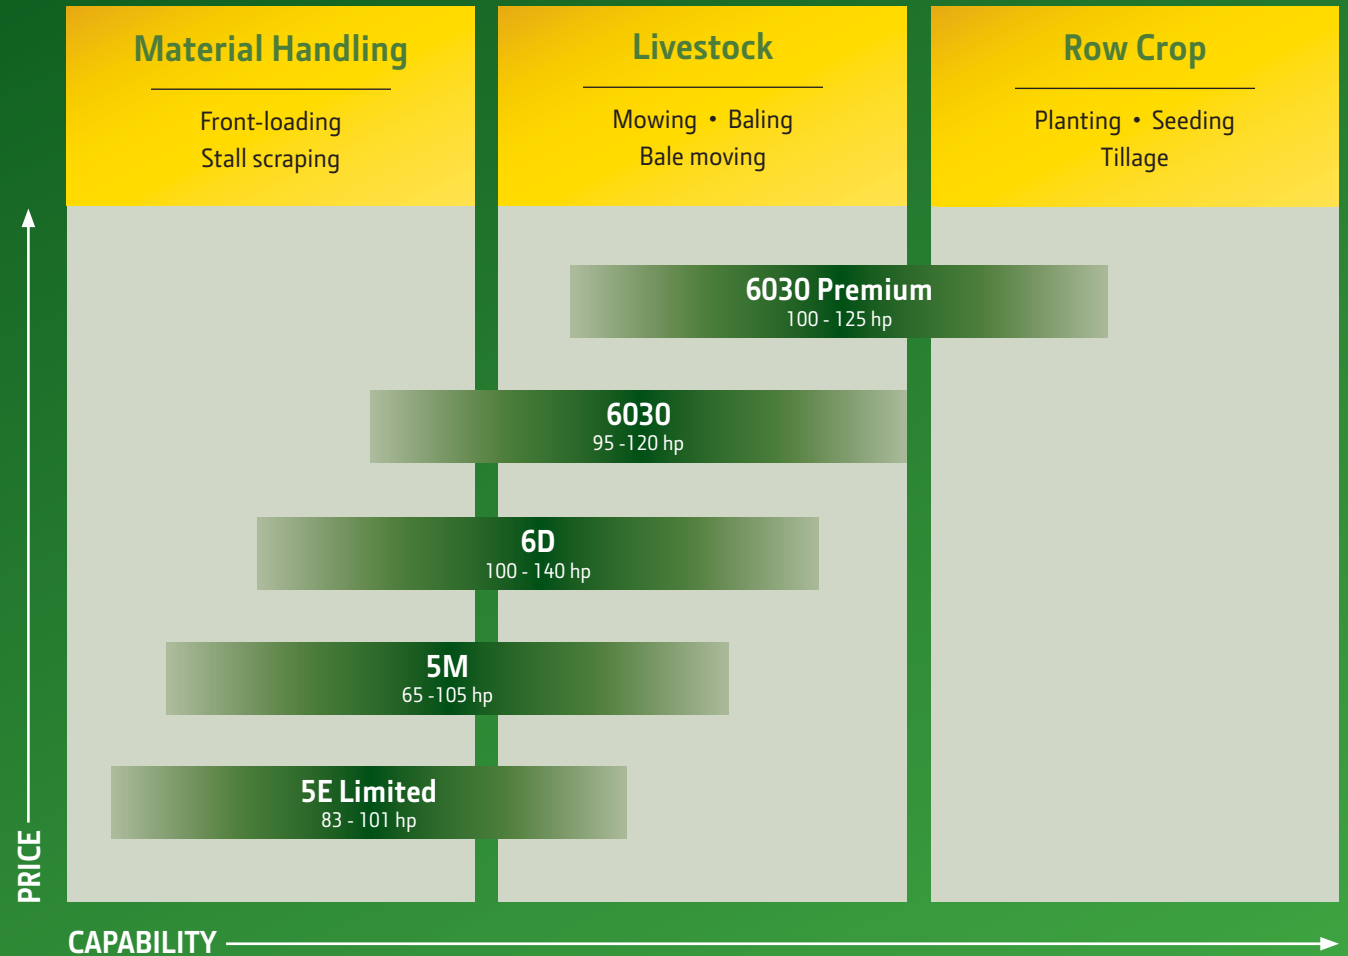 Material Handling
Front-loading
Stall scraping
Livestock
Mowing • Baling
Bale moving
Row Crop
Planting • Seeding
Tillage
6030 Premium
100 - 125 hp
6030
95 -120 hp
6D
100 - 140 hp
5M
65 -105 hp
5E Limited
83 - 101 hp
PRICE
CAPABILITY